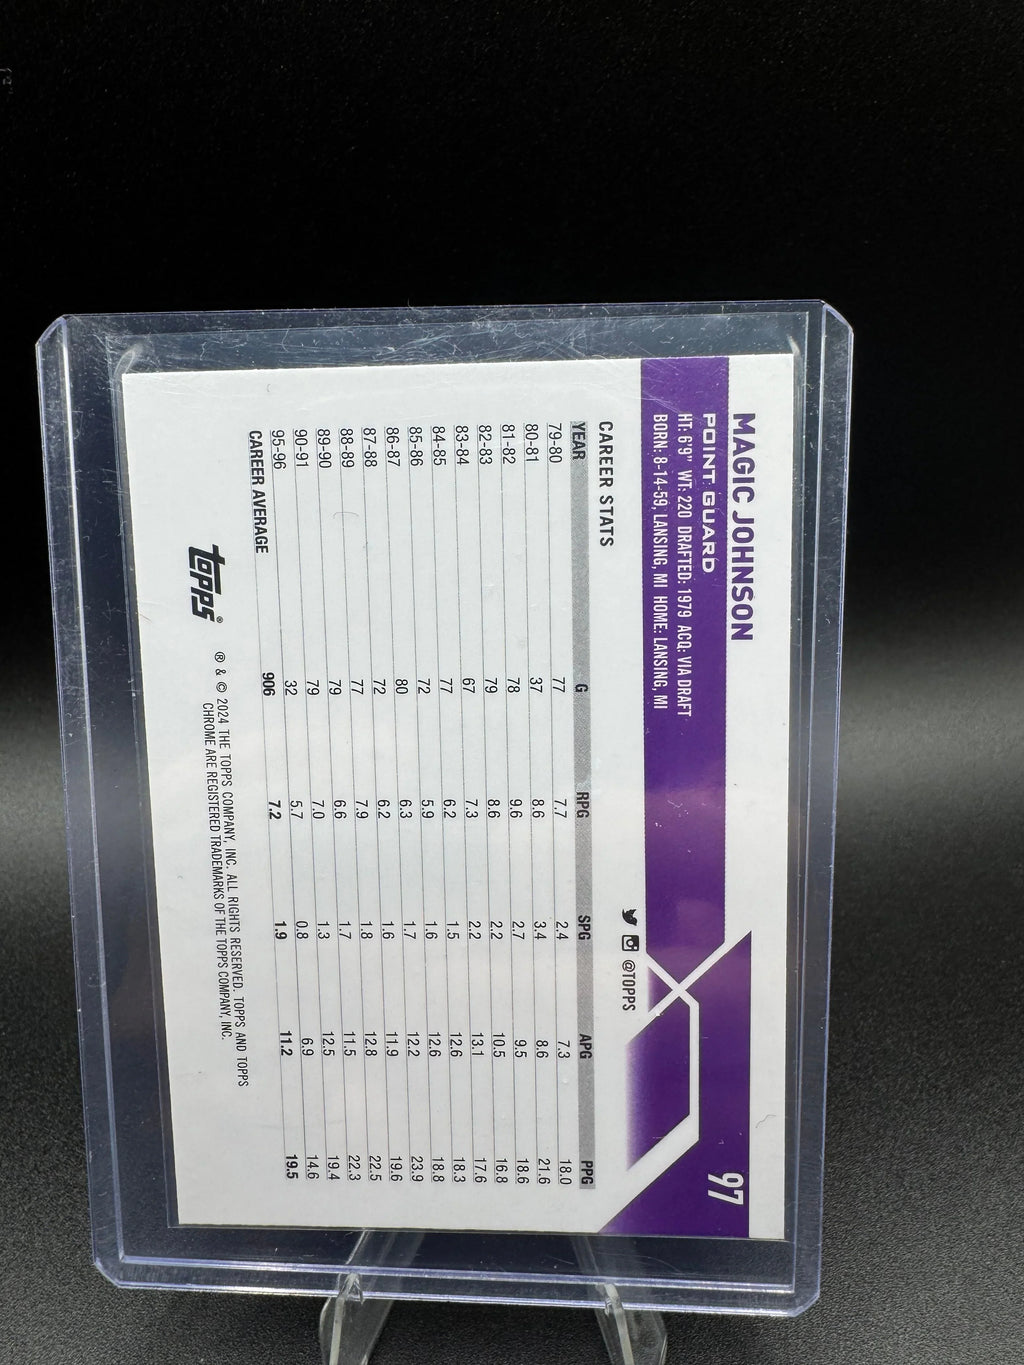 MAGIC JOHNSON
97
POINT GUARD
HT: 6'9" WT: 220 DRAFTED: 1979 ACQ: VIA DRAFT
BORN: 8-14-59, LANSING, MI HOME: LANSING, MI
@TOPPS
CAREER STATS
YEAR G RPG SPG APG PPG
79-80 77 7.7 2.4 7.3 18.0
80-81 37 8.6 3.4 8.6 21.6
81-82 78 9.6 2.7 9.5 18.6
82-83 79 8.6 2.2 10.5 16.8
83-84 67 7.3 2.2 13.1 17.6
84-85 77 6.2 1.5 12.6 18.3
85-86 72 5.9 1.6 12.6 18.8
86-87 80 6.3 1.7 12.2 23.9
87-88 72 6.2 1.6 11.9 19.6
88-89 77 7.9 1.8 12.8 22.5
89-90 79 6.6 1.7 11.5 22.3
90-91 79 7.0 1.3 12.5 19.4
95-96 32 5.7 0.8 6.9 14.6
CAREER AVERAGE 906 7.2 1.9 11.2 19.5
topps®
® & © 2024 THE TOPPS COMPANY, INC. ALL RIGHTS RESERVED. TOPPS AND TOPPS
CHROME ARE REGISTERED TRADEMARKS OF THE TOPPS COMPANY, INC.